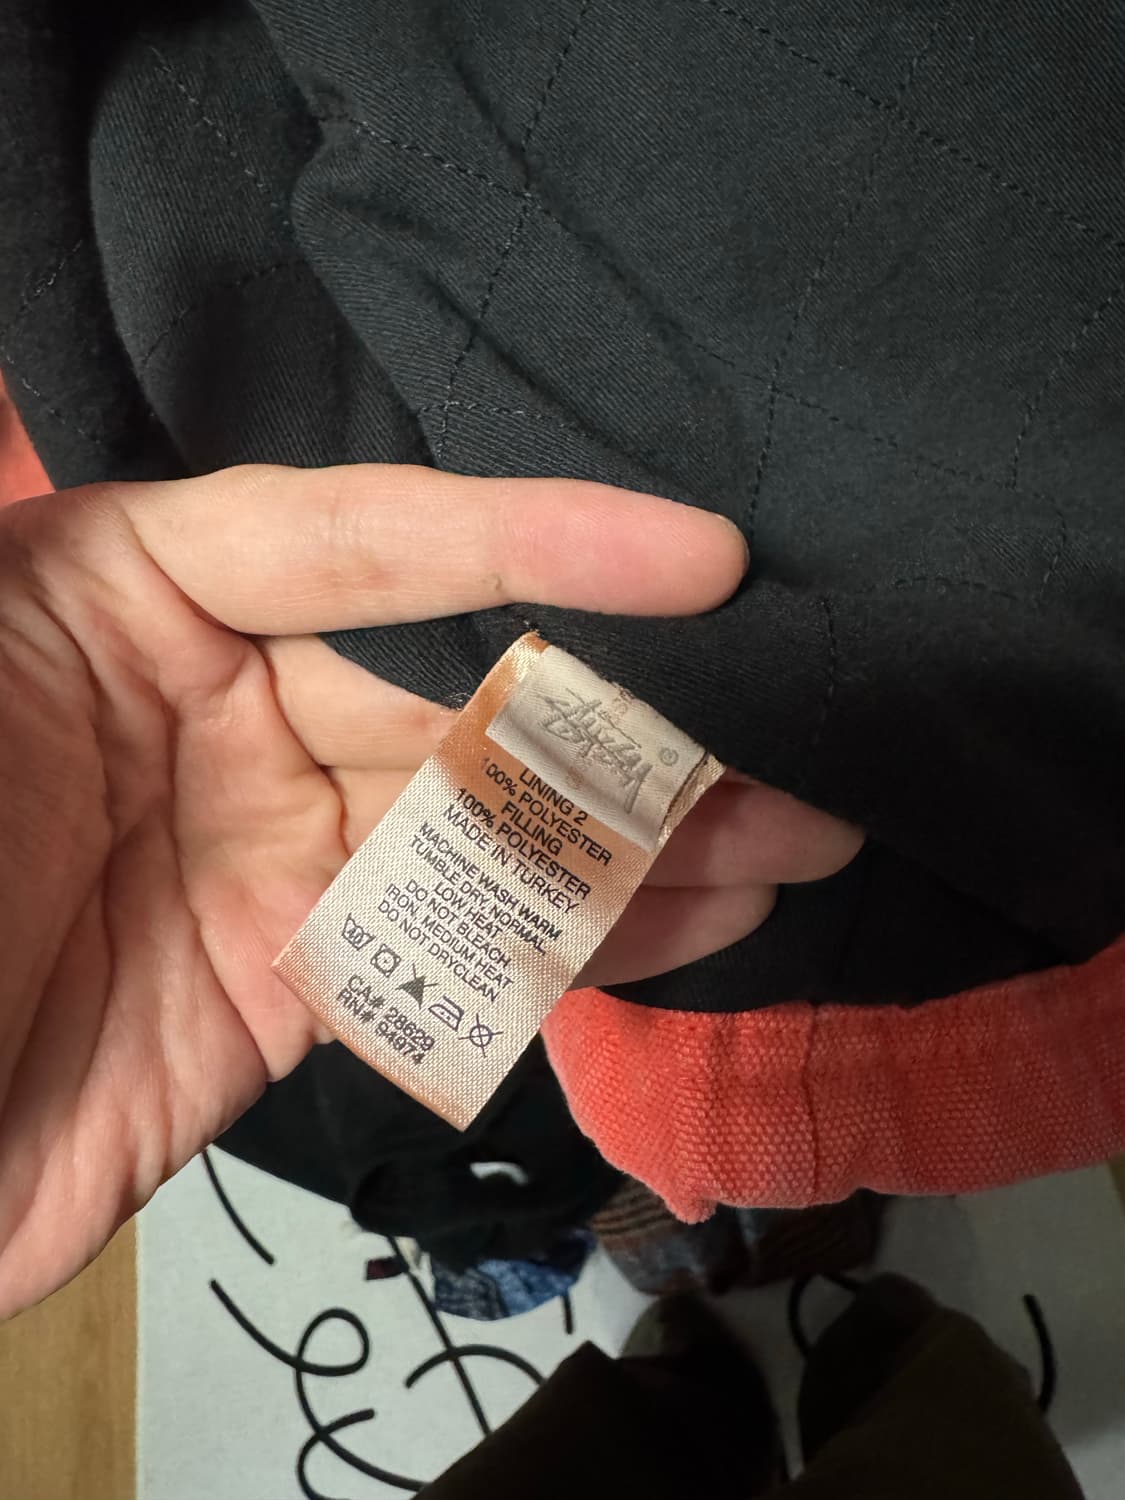 Stüssy
®
LINING 2
100% POLYESTER
FILLING
100% POLYESTER
MADE IN TURKEY
MACHINE WASH WARM
TUMBLE DRY, NORMAL
LOW HEAT
DO NOT BLEACH
IRON, MEDIUM HEAT
DO NOT DRYCLEAN
CA# 28629
RN# 94974